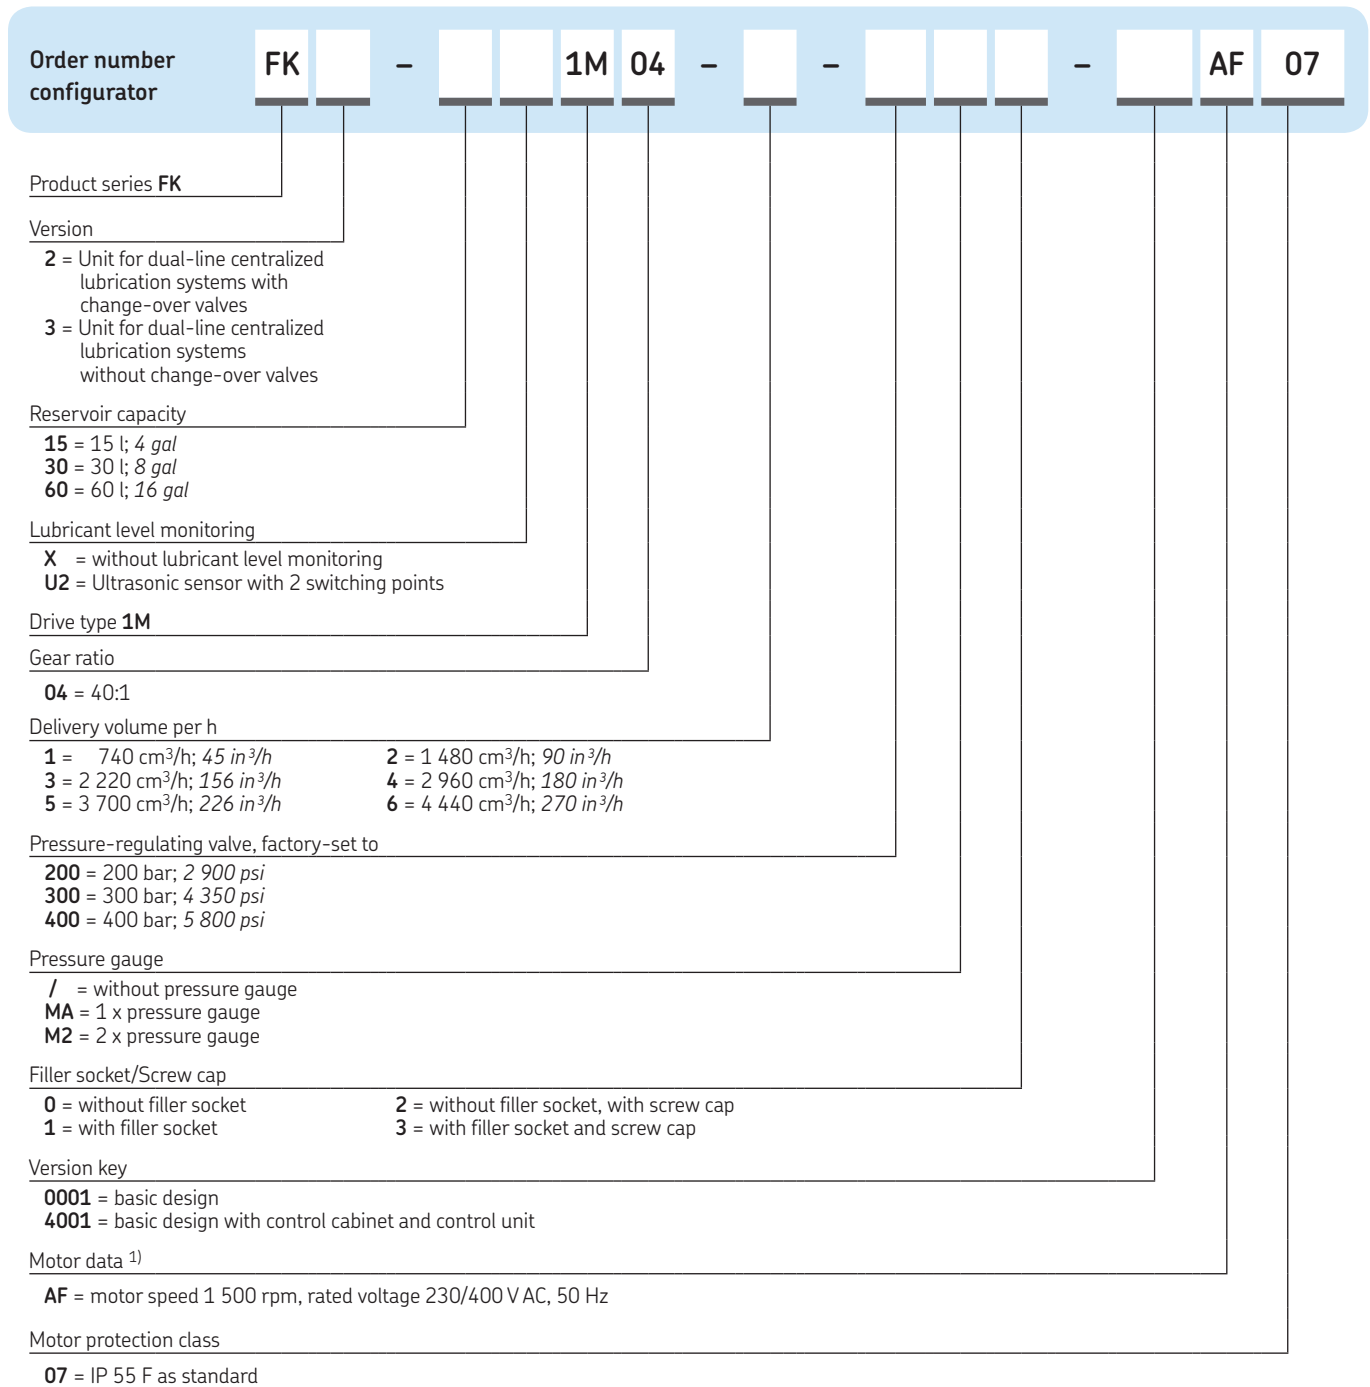 Order number
configurator
FK – 1M 04 – – – AF 07
Product series FK
Version
2 = Unit for dual-line centralized
lubrication systems with
change-over valves
3 = Unit for dual-line centralized
lubrication systems
without change-over valves
Reservoir capacity
15 = 15 l; 4 gal
30 = 30 l; 8 gal
60 = 60 l; 16 gal
Lubricant level monitoring
X = without lubricant level monitoring
U2 = Ultrasonic sensor with 2 switching points
Drive type 1M
Gear ratio
04 = 40:1
Delivery volume per h
1 = 740 cm³/h; 45 in³/h 2 = 1 480 cm³/h; 90 in³/h
3 = 2 220 cm³/h; 156 in³/h 4 = 2 960 cm³/h; 180 in³/h
5 = 3 700 cm³/h; 226 in³/h 6 = 4 440 cm³/h; 270 in³/h
Pressure-regulating valve, factory-set to
200 = 200 bar; 2 900 psi
300 = 300 bar; 4 350 psi
400 = 400 bar; 5 800 psi
Pressure gauge
/ = without pressure gauge
MA = 1 x pressure gauge
M2 = 2 x pressure gauge
Filler socket/Screw cap
0 = without filler socket 2 = without filler socket, with screw cap
1 = with filler socket 3 = with filler socket and screw cap
Version key
0001 = basic design
4001 = basic design with control cabinet and control unit
Motor data 1)
AF = motor speed 1 500 rpm, rated voltage 230/400 V AC, 50 Hz
Motor protection class
07 = IP 55 F as standard